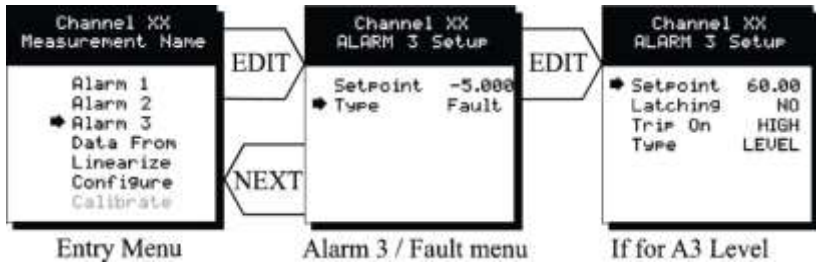 Channel XX
Measurement Name
Alarm 1
Alarm 2
Alarm 3
Data From
Linearize
Configure
Calibrate
Entry Menu
EDIT
NEXT
Channel XX
ALARM 3 Setup
Setpoint -5.000
Type Fault
Alarm 3 / Fault menu
EDIT
Channel XX
ALARM 3 Setup
Setpoint 60.00
Latching NO
Trip On HIGH
Type LEVEL
If for A3 Level